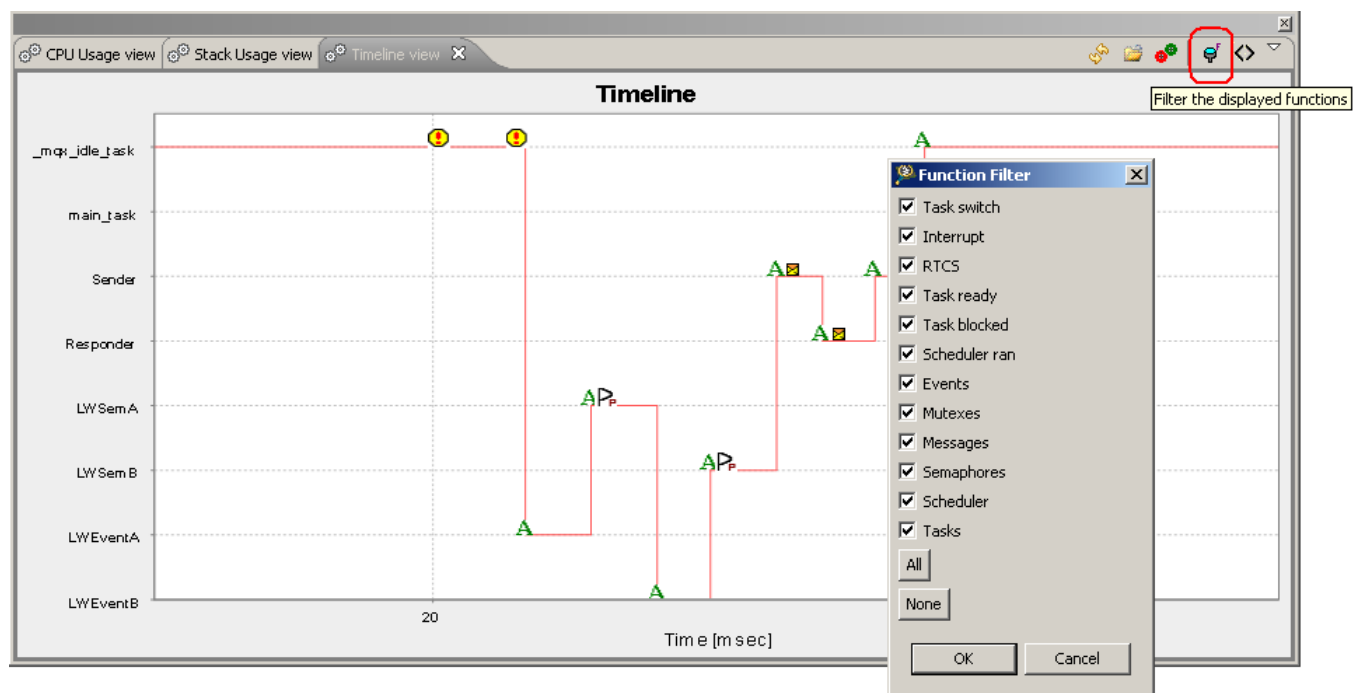 CPU Usage view
Stack Usage view
Timeline view
Filter the displayed functions
Timeline
_mqx_idle_task
main_task
Sender
Responder
LWSemA
LWSemB
LWEventA
LWEventB
A
A
A
A
A
A
P
A
P
A
A
20
Time [msec]
Function Filter
Task switch
Interrupt
RTCS
Task ready
Task blocked
Scheduler ran
Events
Mutexes
Messages
Semaphores
Scheduler
Tasks
All
None
OK
Cancel